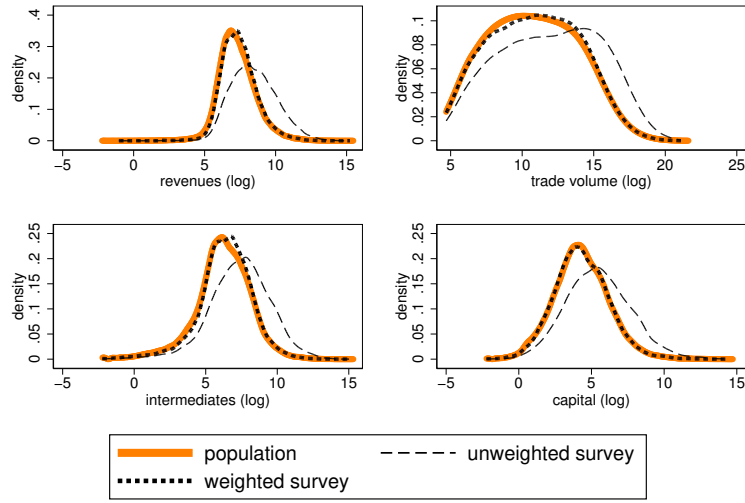 .4
.3
.2
.1
0
density
-5 0 5 10 15
revenues (log)
.1
.08
.06
.04
.02
0
density
5 10 15 20 25
trade volume (log)
.25
.2
.15
.1
.05
0
density
-5 0 5 10 15
intermediates (log)
.25
.2
.15
.1
.05
0
density
-5 0 5 10 15
capital (log)
population unweighted survey
weighted survey